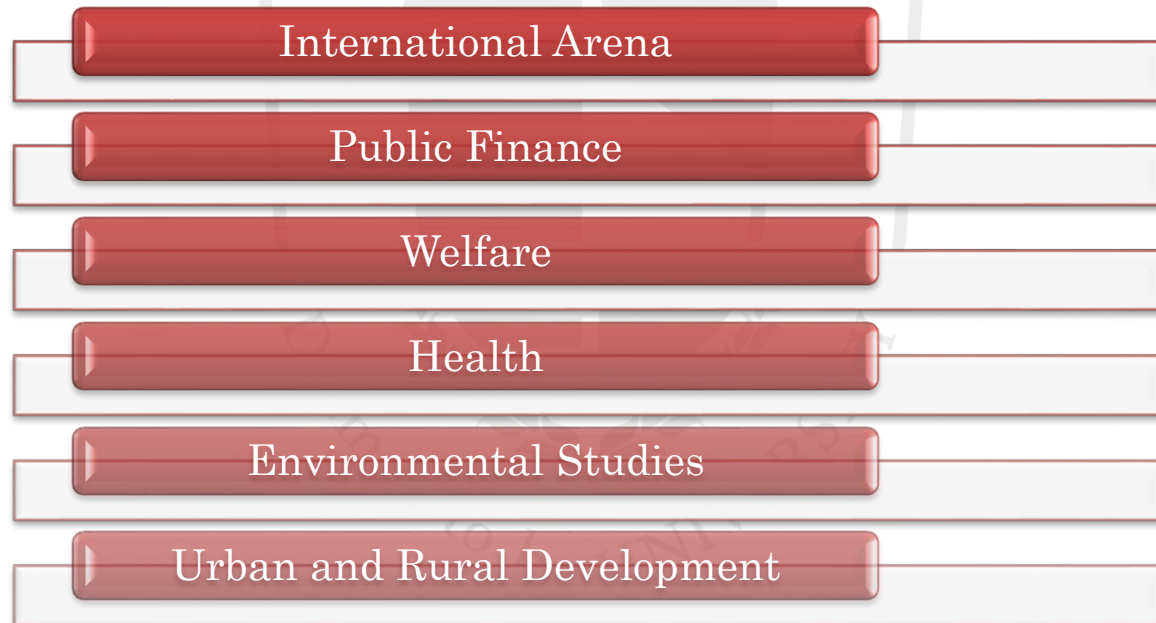 International Arena
Public Finance
Welfare
Health
Environmental Studies
Urban and Rural Development